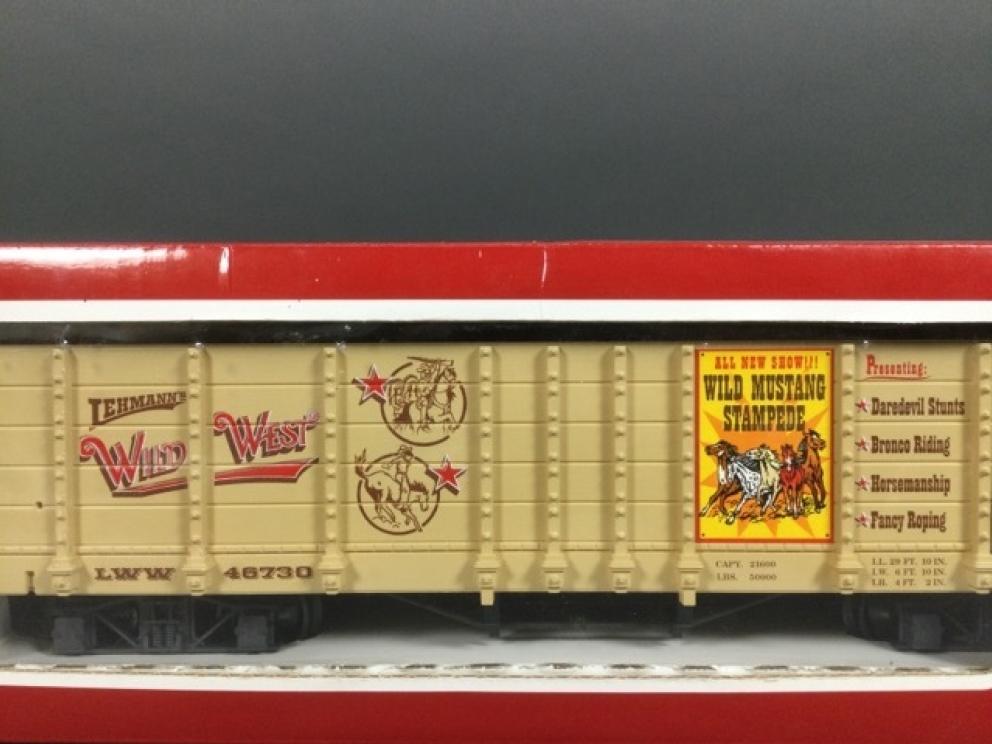 LEHMANN'S
WILD WEST
LWW 46730
ALL NEW SHOW!!!
WILD MUSTANG
STAMPEDE
CAPY. 21600
LBS. 50000
Presenting:
Daredevil Stunts
Bronco Riding
Horsemanship
Fancy Roping
I.L. 29 FT. 10 IN.
I.W. 6 FT. 10 IN.
I.H. 4 FT. 2 IN.